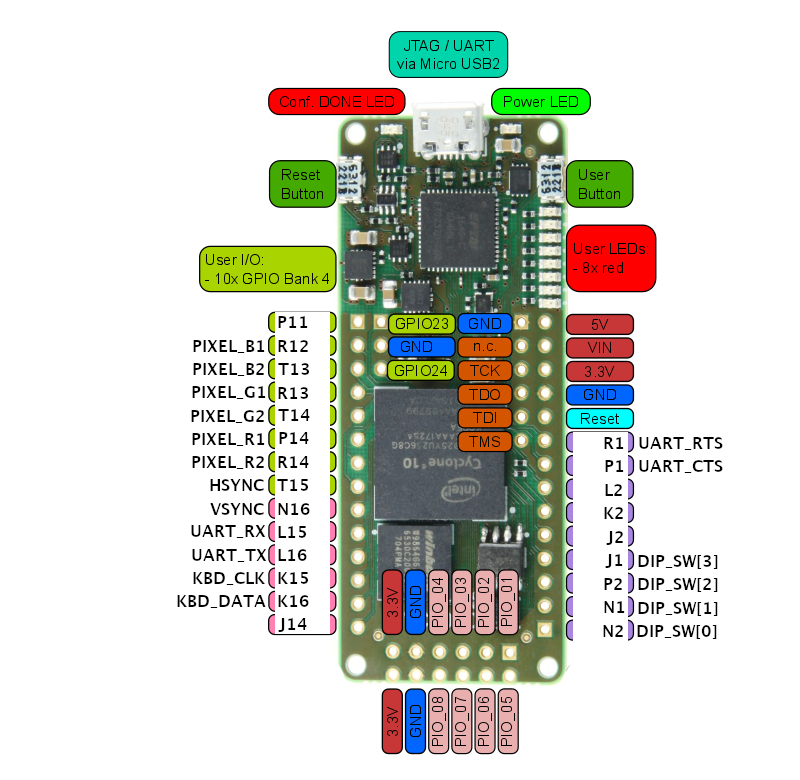 JTAG / UART
via Micro USB2
Conf. DONE LED
Power LED
Reset
Button
User
Button
User I/O:
- 10x GPIO Bank 4
User LEDs:
- 8x red
P11
GPIO23
GND
5V
PIXEL_B1
R12
GND
n.c.
VIN
PIXEL_B2
T13
GPIO24
TCK
3.3V
PIXEL_G1
R13
TDO
GND
PIXEL_G2
T14
TDI
Reset
PIXEL_R1
P14
TMS
R1
UART_RTS
PIXEL_R2
R14
P1
UART_CTS
HSYNC
T15
L2
VSYNC
N16
K2
UART_RX
L15
J2
UART_TX
L16
J1
DIP_SW[3]
KBD_CLK
K15
P2
DIP_SW[2]
KBD_DATA
K16
N1
DIP_SW[1]
J14
N2
DIP_SW[0]
Cyclone® 10
intel
winbond
3.3V
GND
PIO_04
PIO_03
PIO_02
PIO_01
3.3V
GND
PIO_08
PIO_07
PIO_06
PIO_05